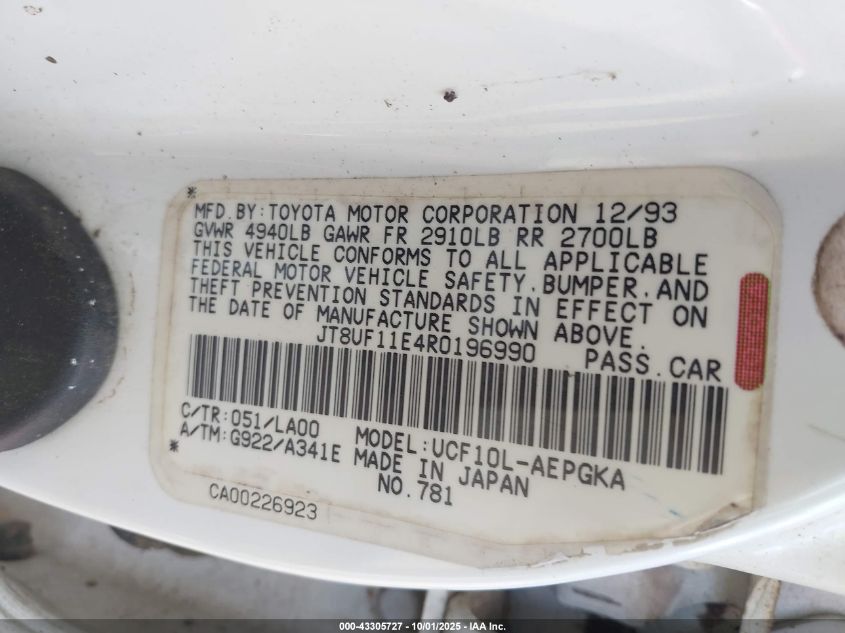 MFD.BY:TOYOTA MOTOR CORPORATION 12/93
GVWR 4940LB GAWR FR 2910LB RR 2700LB
THIS VEHICLE CONFORMS TO ALL APPLICABLE
FEDERAL MOTOR VEHICLE SAFETY,BUMPER,AND
THEFT PREVENTION STANDARDS IN EFFECT ON
THE DATE OF MANUFACTURE SHOWN ABOVE.
JT8UF11E4R0196990 PASS.CAR
C/TR:051/LA00 MODEL:UCF10L-AEPGKA
A/TM:G922/A341E MADE IN JAPAN
NO.781
CA00226923
000-43305727 - 10/01/2025 - IAA Inc.